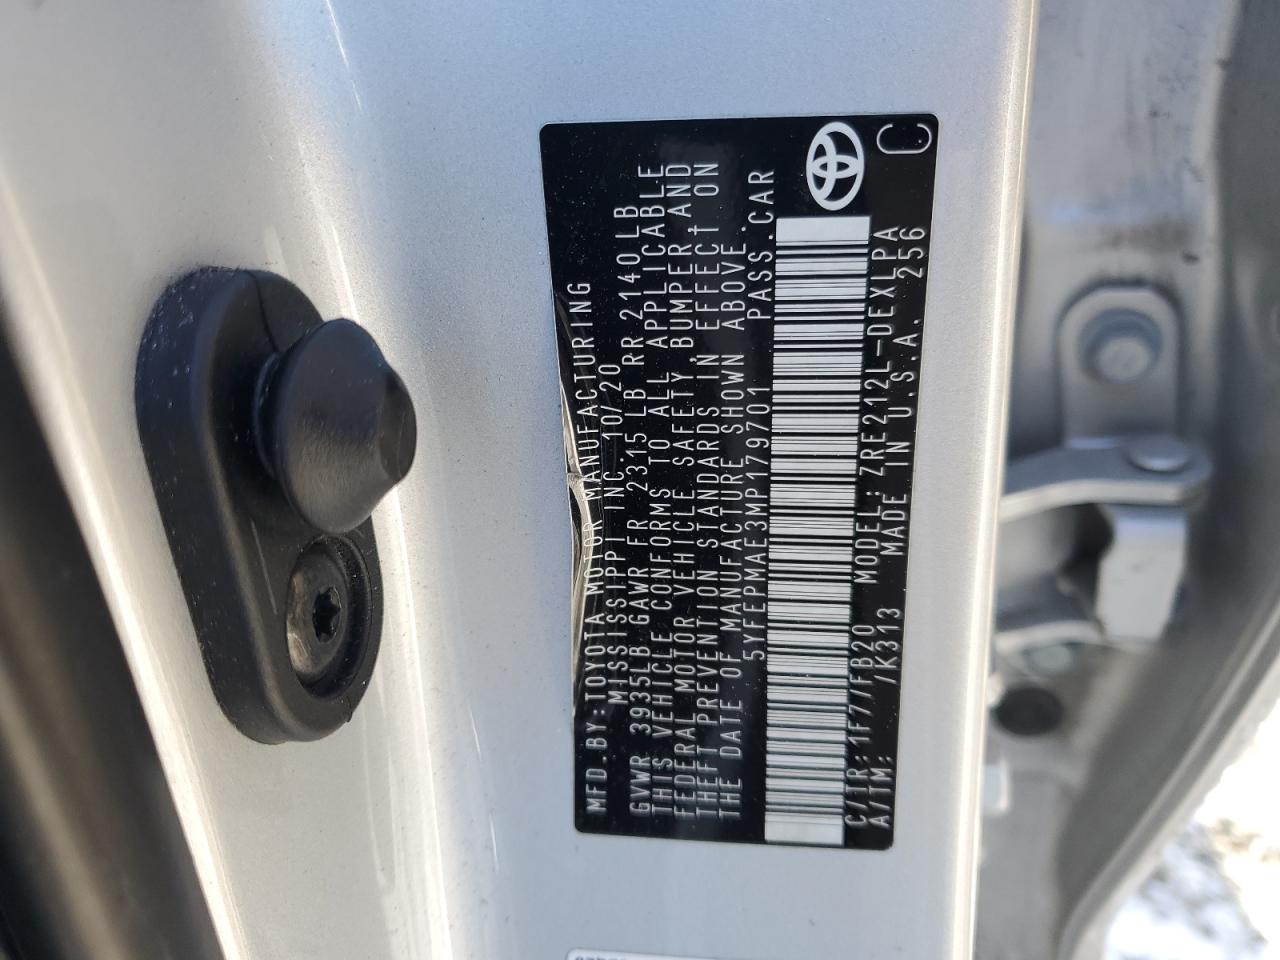 MFD.BY:TOYOTA MOTOR MANUFACTURING
MISSISSIPPI INC 10/20
GVWR 3935LB GAWR FR 2315LB RR 2140LB
THIS VEHICLE CONFORMS TO ALL APPLICABLE
FEDERAL MOTOR VEHICLE SAFETY,BUMPER,AND
THEFT PREVENTION STANDARDS IN EFFECT ON
THE DATE OF MANUFACTURE SHOWN ABOVE.
5YFEPMAE3MP179701 PASS.CAR
C/TR:1F7/FB20 MODEL:ZRE212L-DEXLPA
A/TM: /K313 MADE IN U.S.A. 256
C